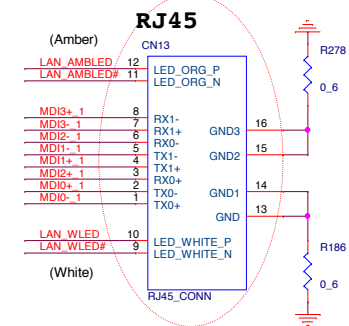 RJ45
(Amber)
CN13
R278
0_6
LAN_AMBLED 12 LED_ORG_P
LAN_AMBLED# 11 LED_ORG_N
MDI3+_1 8 RX1-
MDI3-_1 7 RX1+
MDI2-_1 6 RX0-
MDI1-_1 5 TX1-
MDI1+_1 4 TX1+
MDI2+_1 3 RX0+
MDI0+_1 2 TX0-
MDI0-_1 1 TX0+
GND3 16
GND2 15
GND1 14
GND 13
LAN_WLED 10 LED_WHITE_P
LAN_WLED# 9 LED_WHITE_N
R186
0_6
(White)
RJ45_CONN